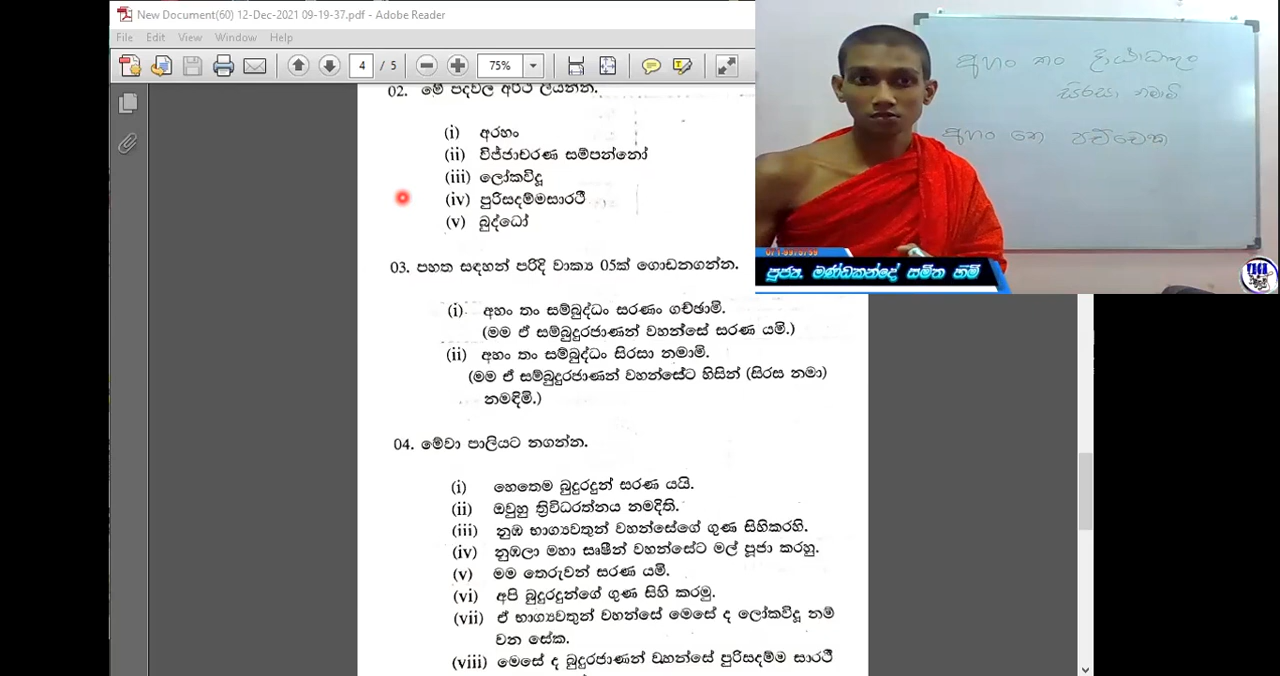 New Document(60) 12-Dec-2021 09-19-37.pdf - Adobe Reader
File Edit View Window Help
4 / 5 75%
02. මේ පදවල අර්ථ ලියන්න.
(i) අරහං
(ii) විජ්ජාචරණ සම්පන්නෝ
(iii) ලෝකවිදූ
(iv) පුරිසදම්මසාරථී
(v) බුද්ධෝ
03. පහත සඳහන් පරිදි වාක්‍ය 05ක් ගොඩනගන්න.
(i) අහං තං සම්බුද්ධං සරණං ගච්ඡාමි.
(මම ඒ සම්බුදුරජාණන් වහන්සේ සරණ යමි.)
(ii) අහං තං සම්බුද්ධං සිරසා නමාමි.
(මම ඒ සම්බුදුරජාණන් වහන්සේට හිසින් (සිරස නමා)
නමදිමි.)
04. මේවා පාලියට නගන්න.
(i) හෙතෙම බුදුරදුන් සරණ යයි.
(ii) ඔවුහු ත්‍රිවිධරත්නය නමදිති.
(iii) නුඹ භාග්‍යවතුන් වහන්සේගේ ගුණ සිහිකරහි.
(iv) නුඹලා මහා සෘෂීන් වහන්සේට මල් පූජා කරහු.
(v) මම තෙරුවන් සරණ යමි.
(vi) අපි බුදුරදුන්ගේ ගුණ සිහි කරමු.
(vii) ඒ භාග්‍යවතුන් වහන්සේ මෙසේ ද ලෝකවිදූ නම්
වන සේක.
(viii) මෙසේ ද බුදුරජාණන් වහන්සේ පුරිසදම්ම සාරථී
අහං තං
සිරසා නමාමි
අහං තෙ
පූජ්‍ය මණ්ඩකන්දේ සමිත හිමි